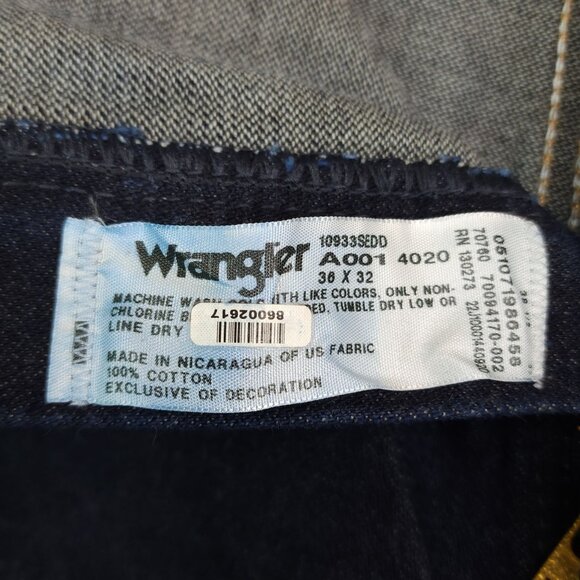 Wrangler
10933SEDD
A001 4020
36 X 32
MACHINE WASH COLD WITH LIKE COLORS, ONLY NON-
CHLORINE TUMBLE DRY LOW OR
LINE DRY
86002617
MADE IN NICARAGUA OF US FABRIC
100% COTTON
EXCLUSIVE OF DECORATION
051071986458
70760 70094170-002
RN 130273